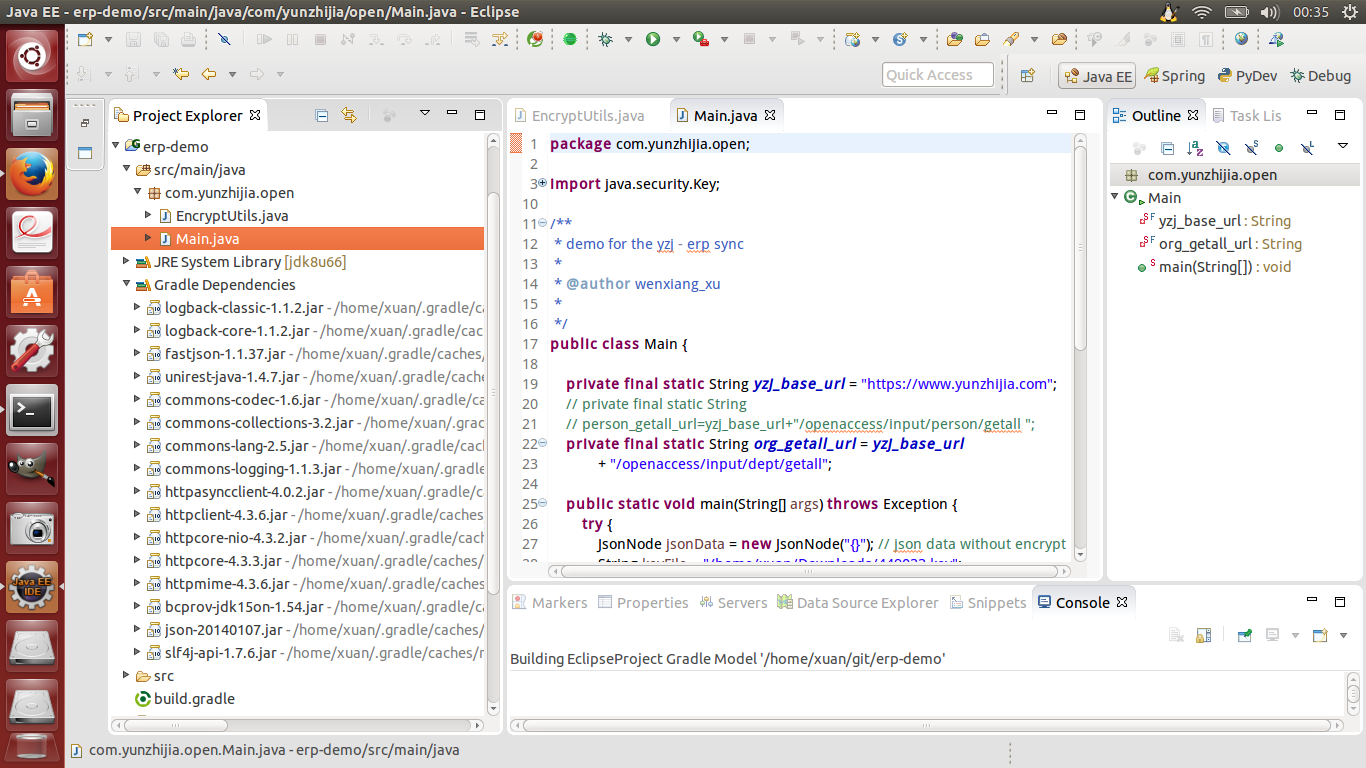 Java EE - erp-demo/src/main/java/com/yunzhijia/open/Main.java - Eclipse
00:35
Quick Access
Java EE
Spring
PyDev
Debug
Project Explorer
erp-demo
src/main/java
com.yunzhijia.open
EncryptUtils.java
Main.java
JRE System Library [jdk8u66]
Gradle Dependencies
logback-classic-1.1.2.jar - /home/xuan/.gradle/ca
logback-core-1.1.2.jar - /home/xuan/.gradle/cac
fastjson-1.1.37.jar - /home/xuan/.gradle/caches/
unirest-java-1.4.7.jar - /home/xuan/.gradle/cache
commons-codec-1.6.jar - /home/xuan/.gradle/cac
commons-collections-3.2.jar - /home/xuan/.gradl
commons-lang-2.5.jar - /home/xuan/.gradle/cach
commons-logging-1.1.3.jar - /home/xuan/.gradle/
httpasyncclient-4.0.2.jar - /home/xuan/.gradle/ca
httpclient-4.3.6.jar - /home/xuan/.gradle/caches
httpcore-nio-4.3.2.jar - /home/xuan/.gradle/cach
httpcore-4.3.3.jar - /home/xuan/.gradle/caches/
httpmime-4.3.6.jar - /home/xuan/.gradle/caches
bcprov-jdk15on-1.54.jar - /home/xuan/.gradle/ca
json-20140107.jar - /home/xuan/.gradle/caches/
slf4j-api-1.7.6.jar - /home/xuan/.gradle/caches/r
src
build.gradle
EncryptUtils.java
Main.java
1 package com.yunzhijia.open;
2
3 import java.security.Key;
10
11 /**
12 * demo for the yzj - erp sync
13 *
14 * @author wenxiang_xu
15 *
16 */
17 public class Main {
18
19 private final static String yzj_base_url = "https://www.yunzhijia.com";
20 // private final static String
21 // person_getall_url=yzj_base_url+"/openaccess/input/person/getall ";
22 private final static String org_getall_url = yzj_base_url
23 + "/openaccess/input/dept/getall";
24
25 public static void main(String[] args) throws Exception {
26 try {
27 JsonNode jsonData = new JsonNode("{}"); // json data without encrypt
Outline
Task Lis
com.yunzhijia.open
Main
yzj_base_url : String
org_getall_url : String
main(String[]) : void
Markers
Properties
Servers
Data Source Explorer
Snippets
Console
Building EclipseProject Gradle Model '/home/xuan/git/erp-demo'
Java EE
IDE
com.yunzhijia.open.Main.java - erp-demo/src/main/java